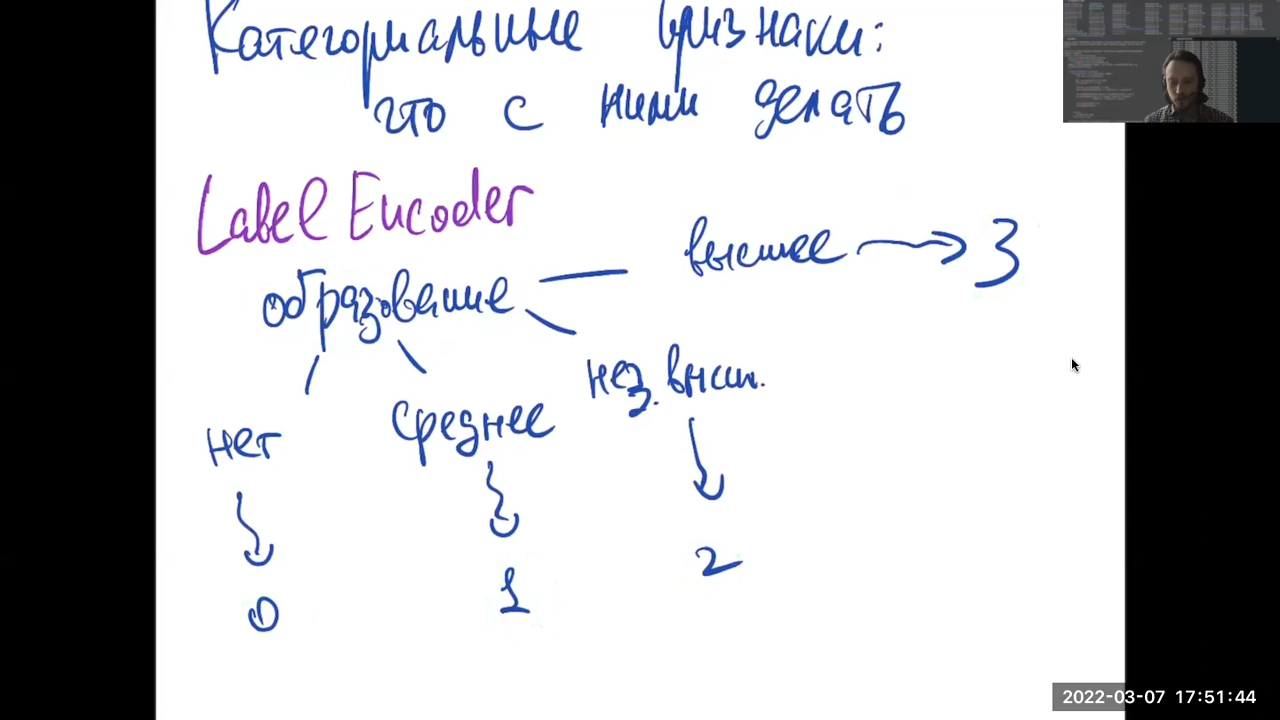 Категориальные признаки:
что с ними делать
Label Encoder
образование
высшее
3
нез. высш.
среднее
нет
0
1
2
2022-03-07 17:51:44